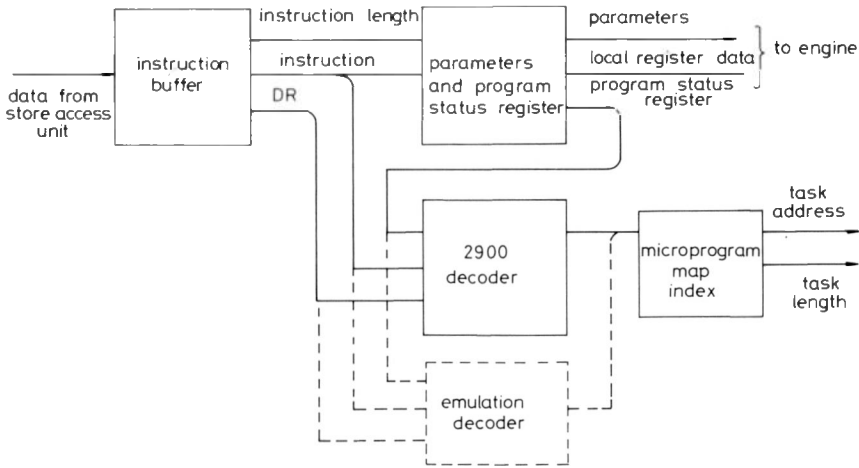 instruction length
parameters
instruction
buffer
instruction
parameters
and program
status register
local register data
to engine
program status
register
data from
store access
unit
DR
2900
decoder
microprogram
map
index
task
address
task
length
emulation
decoder